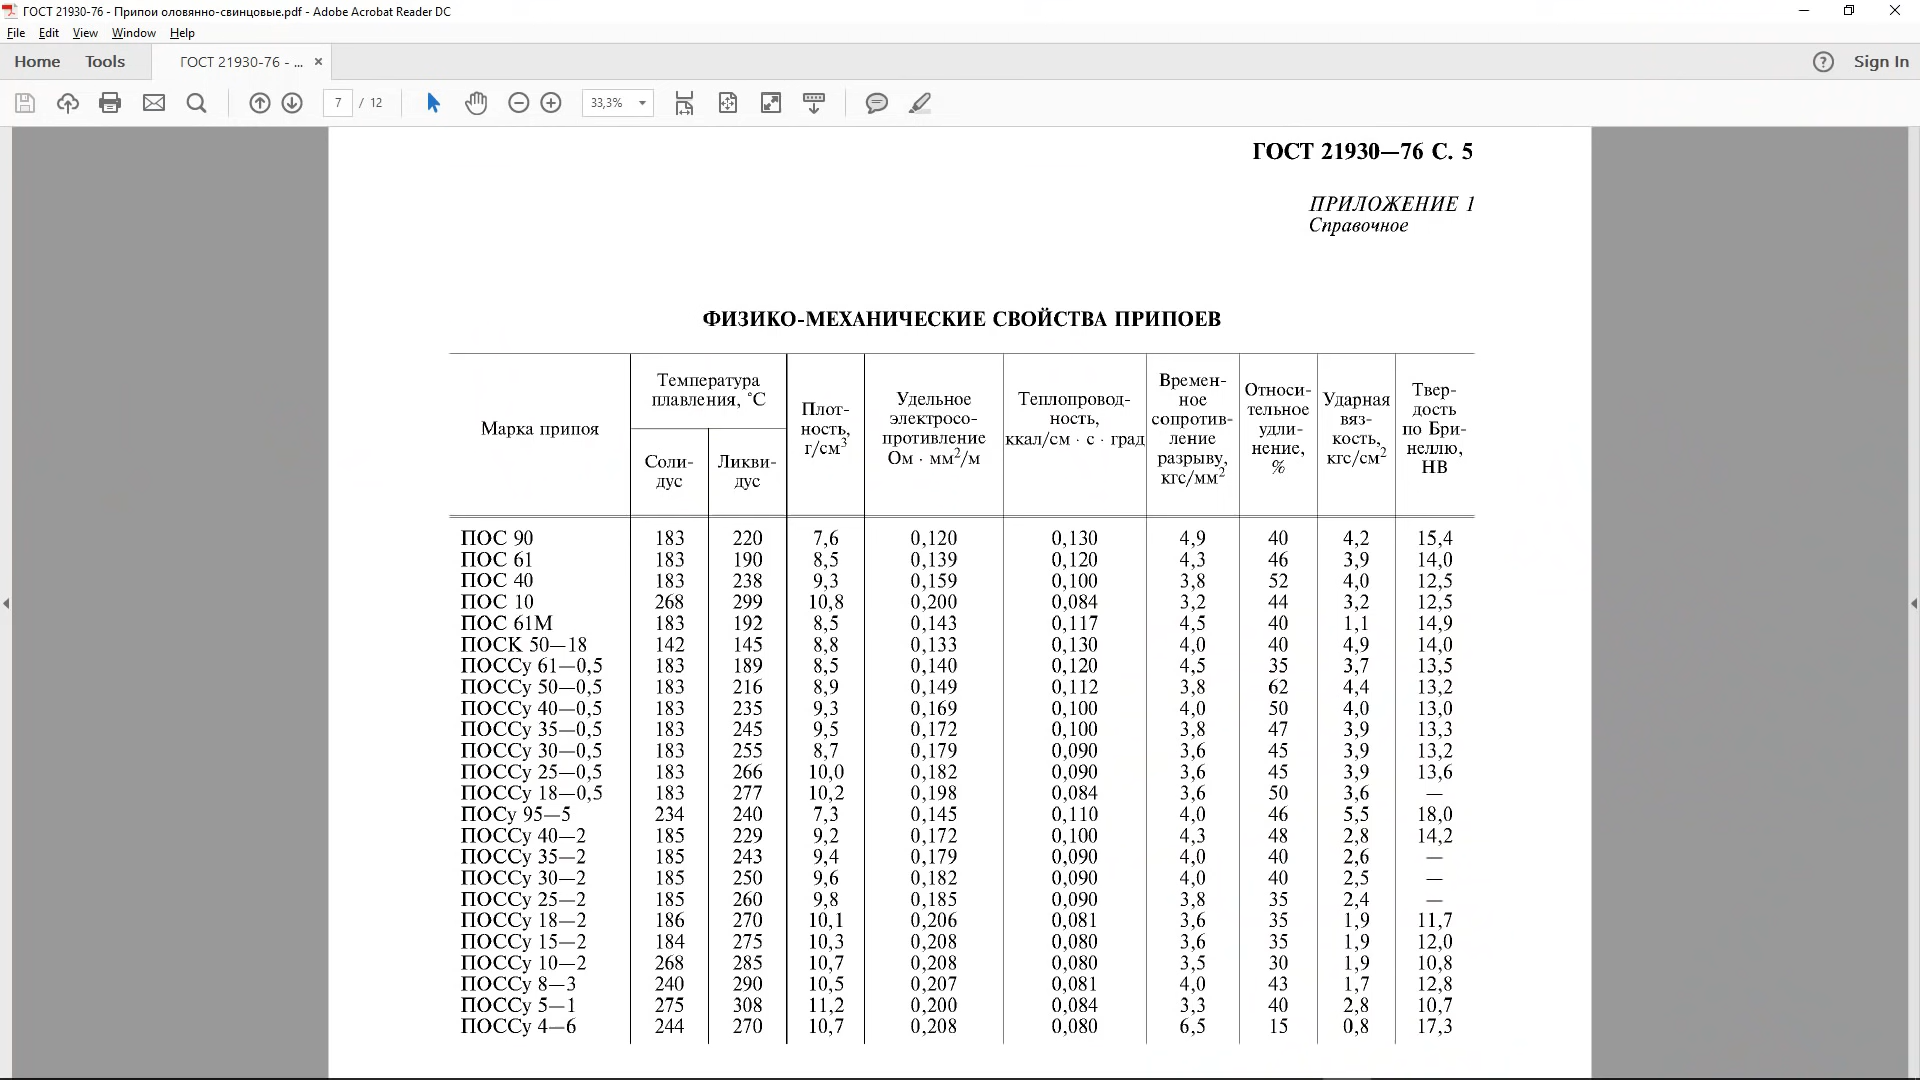 ГОСТ 21930-76 - Припои оловянно-свинцовые.pdf - Adobe Acrobat Reader DC
File Edit View Window Help
Home Tools ГОСТ 21930-76 - ... × Sign In
7 / 12 33,3%
ГОСТ 21930—76 С. 5
ПРИЛОЖЕНИЕ 1
Справочное
ФИЗИКО-МЕХАНИЧЕСКИЕ СВОЙСТВА ПРИПОЕВ
Марка припоя
Температура
плавления, °С
Соли-
дус
Ликви-
дус
Плот-
ность,
г/см³
Удельное
электросо-
противление
Ом · мм²/м
Теплопровод-
ность,
ккал/см · с · град
Времен-
ное
сопротив-
ление
разрыву,
кгс/мм²
Относи-
тельное
удли-
нение,
%
Ударная
вяз-
кость,
кгс/см²
Твер-
дость
по Бри-
неллю,
НВ
ПОС 90 183 220 7,6 0,120 0,130 4,9 40 4,2 15,4
ПОС 61 183 190 8,5 0,139 0,120 4,3 46 3,9 14,0
ПОС 40 183 238 9,3 0,159 0,100 3,8 52 4,0 12,5
ПОС 10 268 299 10,8 0,200 0,084 3,2 44 3,2 12,5
ПОС 61М 183 192 8,5 0,143 0,117 4,5 40 1,1 14,9
ПОСК 50—18 142 145 8,8 0,133 0,130 4,0 40 4,9 14,0
ПОССу 61—0,5 183 189 8,5 0,140 0,120 4,5 35 3,7 13,5
ПОССу 50—0,5 183 216 8,9 0,149 0,112 3,8 62 4,4 13,2
ПОССу 40—0,5 183 235 9,3 0,169 0,100 4,0 50 4,0 13,0
ПОССу 35—0,5 183 245 9,5 0,172 0,100 3,8 47 3,9 13,3
ПОССу 30—0,5 183 255 8,7 0,179 0,090 3,6 45 3,9 13,2
ПОССу 25—0,5 183 266 10,0 0,182 0,090 3,6 45 3,9 13,6
ПОССу 18—0,5 183 277 10,2 0,198 0,084 3,6 50 3,6 —
ПОСу 95—5 234 240 7,3 0,145 0,110 4,0 46 5,5 18,0
ПОССу 40—2 185 229 9,2 0,172 0,100 4,3 48 2,8 14,2
ПОССу 35—2 185 243 9,4 0,179 0,090 4,0 40 2,6 —
ПОССу 30—2 185 250 9,6 0,182 0,090 4,0 40 2,5 —
ПОССу 25—2 185 260 9,8 0,185 0,090 3,8 35 2,4 —
ПОССу 18—2 186 270 10,1 0,206 0,081 3,6 35 1,9 11,7
ПОССу 15—2 184 275 10,3 0,208 0,080 3,6 35 1,9 12,0
ПОССу 10—2 268 285 10,7 0,208 0,080 3,5 30 1,9 10,8
ПОССу 8—3 240 290 10,5 0,207 0,081 4,0 43 1,7 12,8
ПОССу 5—1 275 308 11,2 0,200 0,084 3,3 40 2,8 10,7
ПОССу 4—6 244 270 10,7 0,208 0,080 6,5 15 0,8 17,3